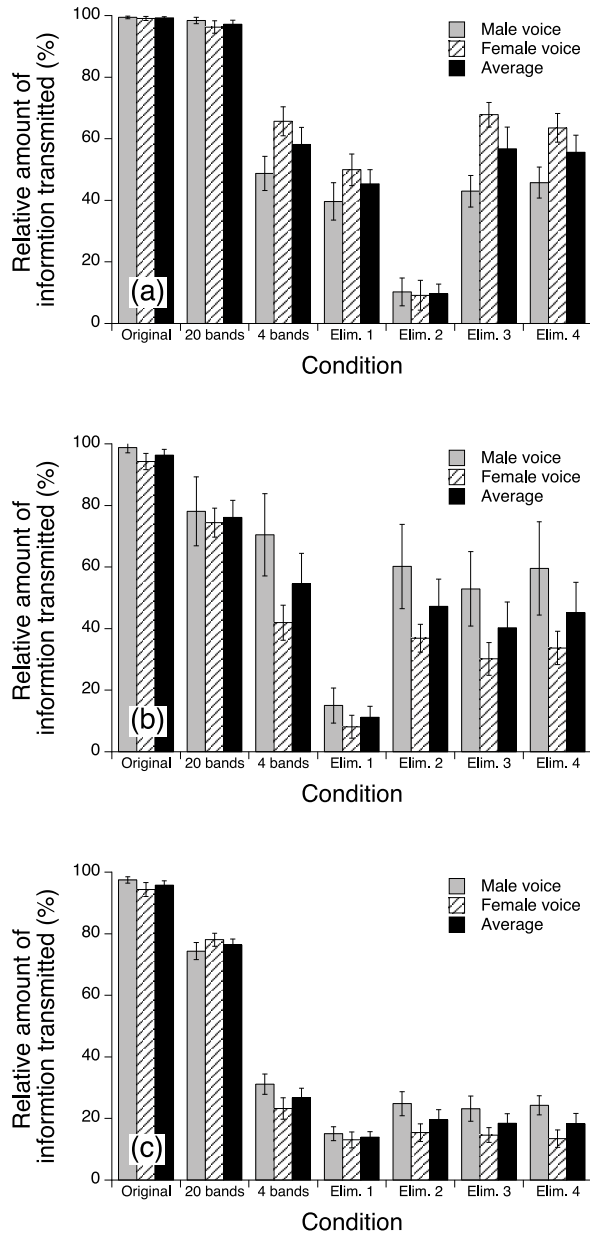 100
80
60
40
20
0
Relative amount of
informtion transmitted (%)
Male voice
Female voice
Average
(a)
Original 20 bands 4 bands Elim. 1 Elim. 2 Elim. 3 Elim. 4
Condition
100
80
60
40
20
0
Relative amount of
informtion transmitted (%)
Male voice
Female voice
Average
(b)
Original 20 bands 4 bands Elim. 1 Elim. 2 Elim. 3 Elim. 4
Condition
100
80
60
40
20
0
Relative amount of
informtion transmitted (%)
Male voice
Female voice
Average
(c)
Original 20 bands 4 bands Elim. 1 Elim. 2 Elim. 3 Elim. 4
Condition